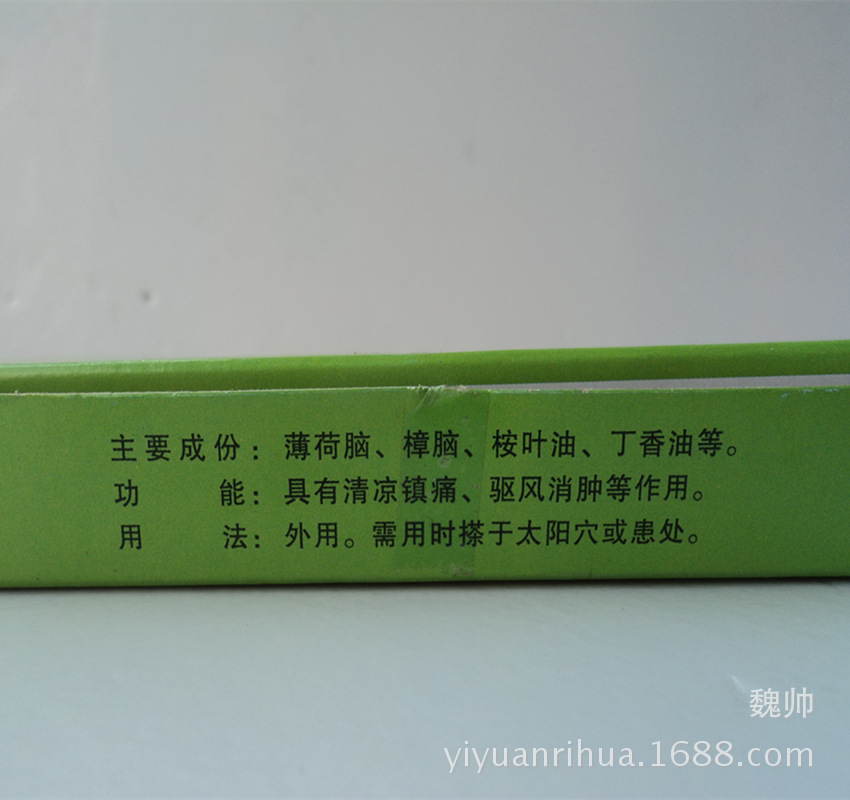 主要成份：薄荷脑、樟脑、桉叶油、丁香油等。
功能：具有清凉镇痛、驱风消肿等作用。
用法：外用。需用时搽于太阳穴或患处。
魏帅
yiyuanrihua.1688.com